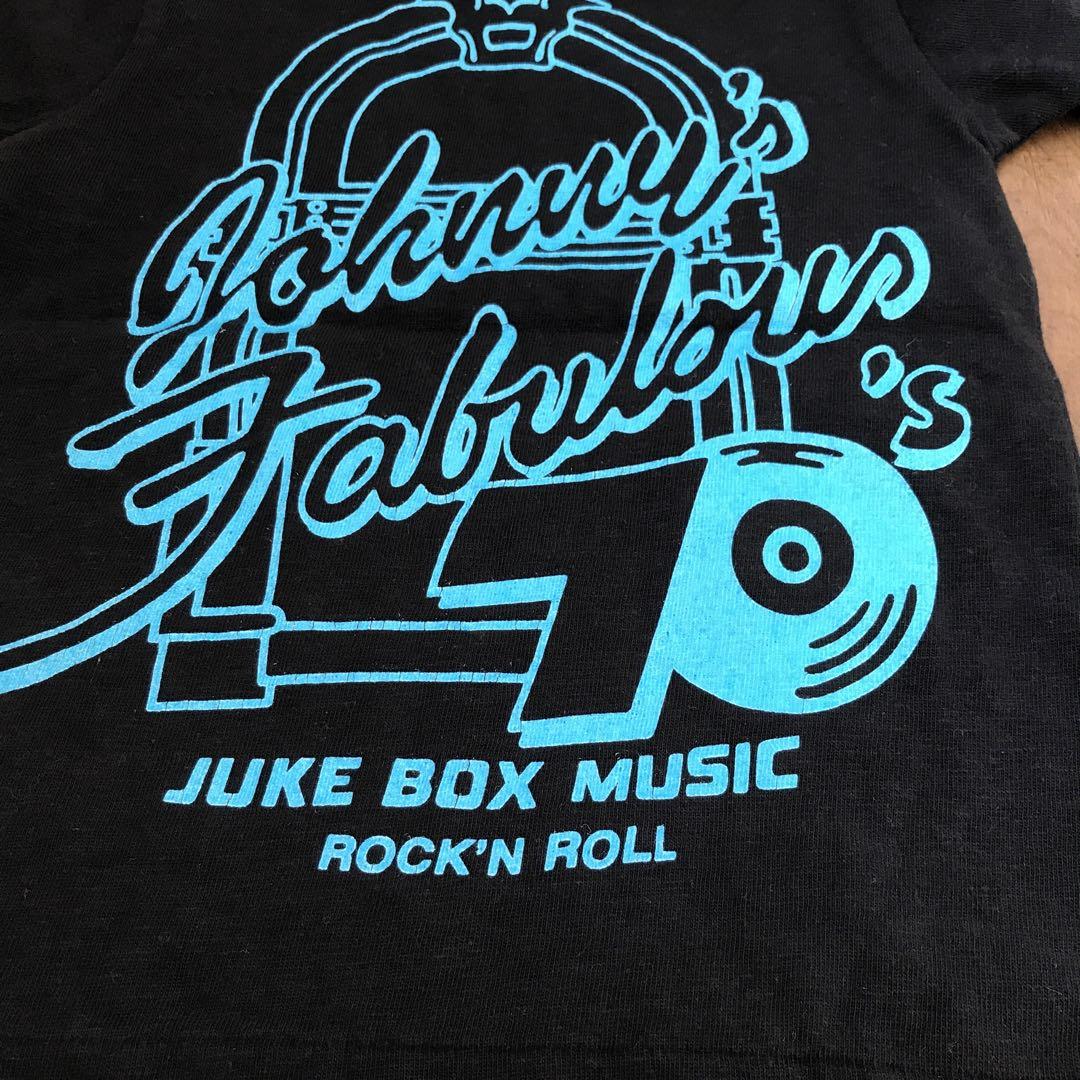 Johnny's
Fabulous
70's
JUKE BOX MUSIC
ROCK'N ROLL